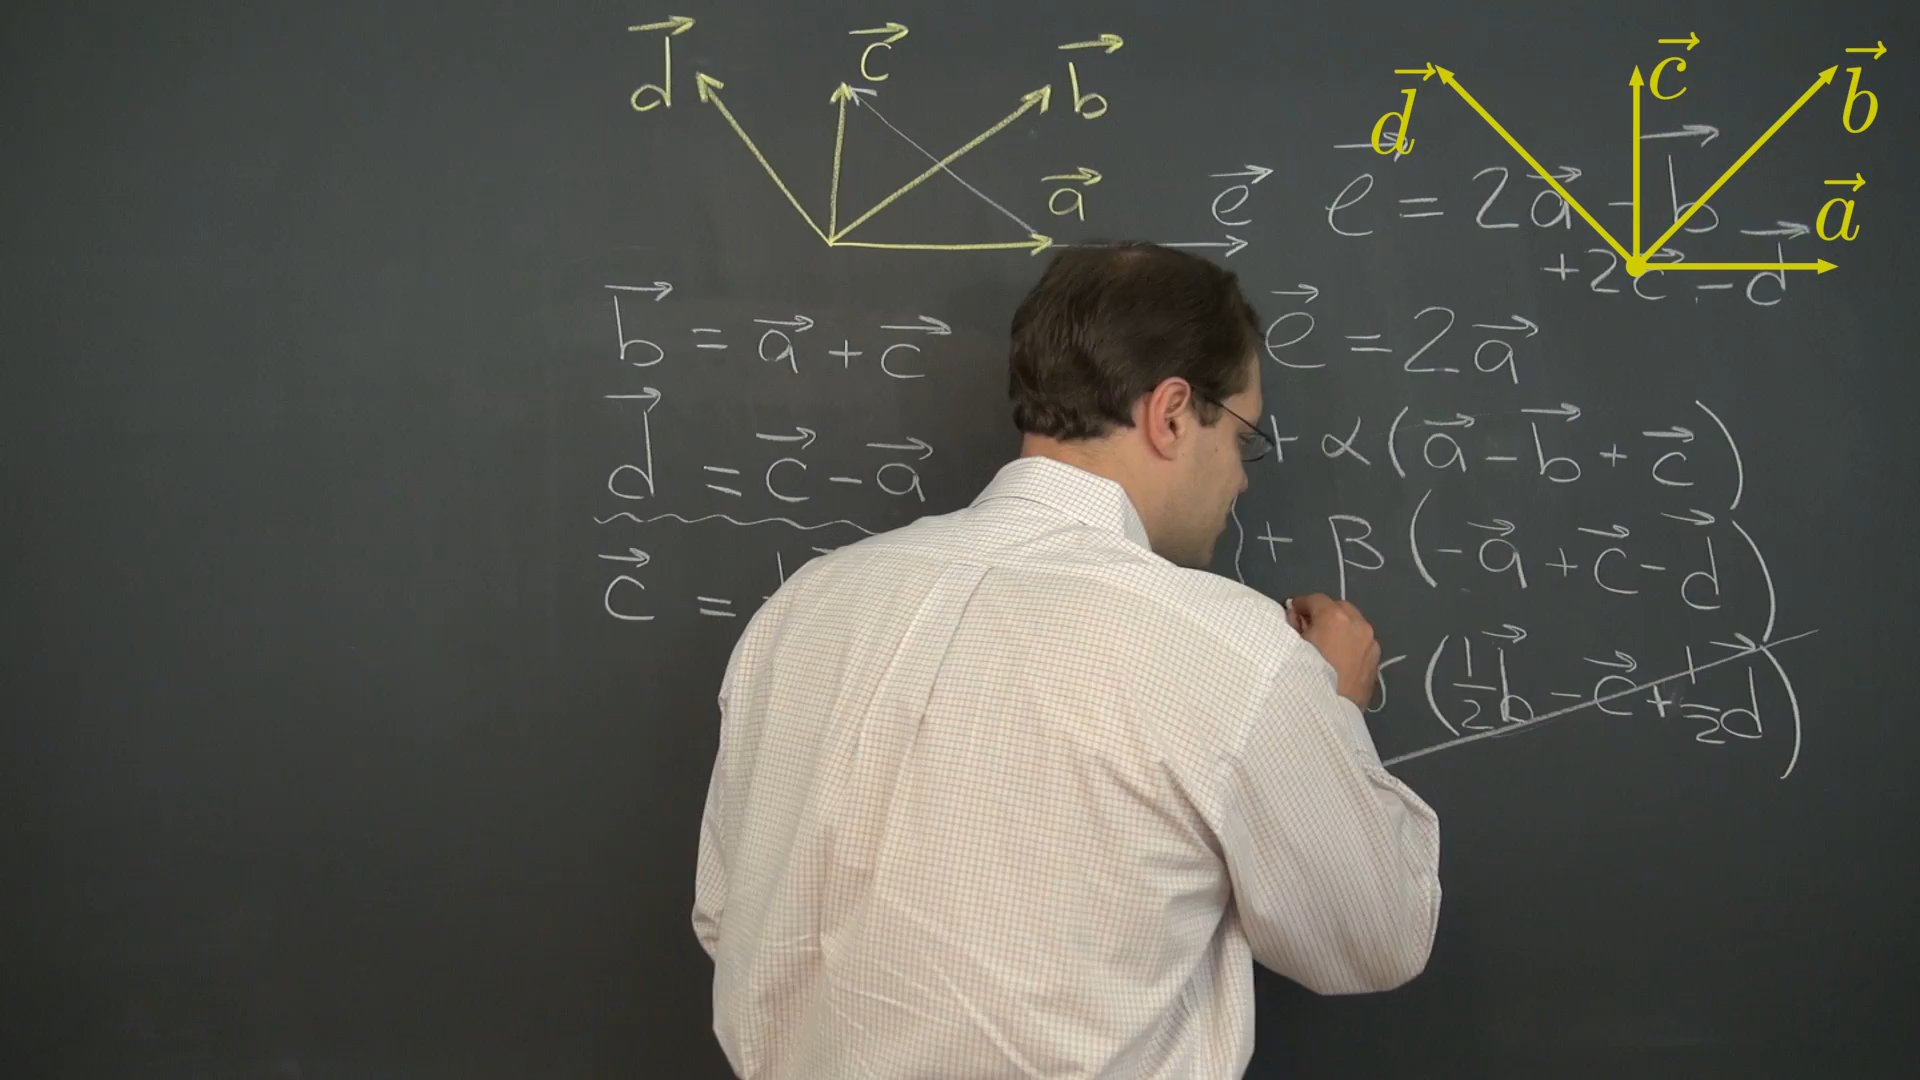 d⃗ c⃗ b⃗
a⃗ e⃗
d⃗ c⃗ b⃗
a⃗
e⃗ = 2a⃗ - b⃗
+2c⃗ - d⃗
b⃗ = a⃗ + c⃗
d⃗ = c⃗ - a⃗
c⃗ =
e⃗ = 2a⃗
+ α(a⃗ - b⃗ + c⃗)
+ β(-a⃗ + c⃗ - d⃗)
(½b⃗ - c⃗ + ½d⃗)